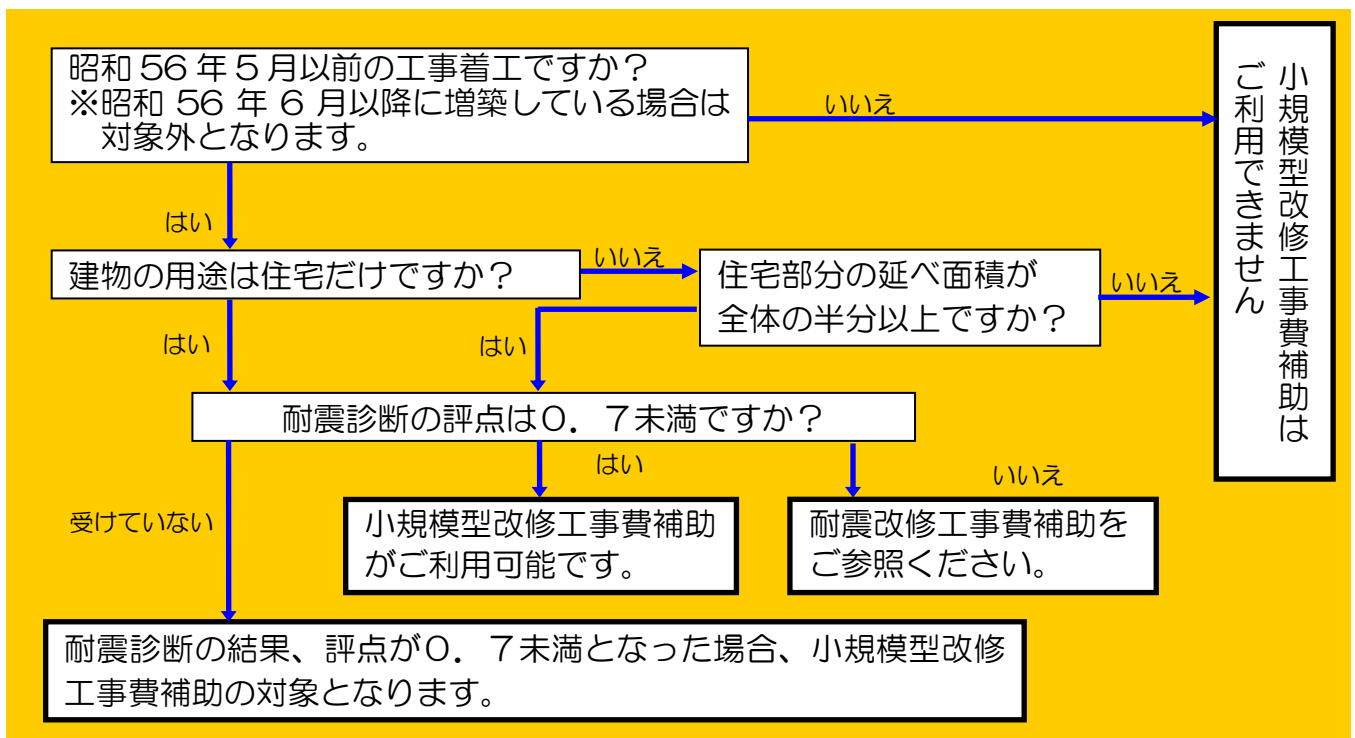 昭和 56 年 5 月以前の工事着工ですか？
※昭和 56 年 6 月以降に増築している場合は
対象外となります。
いいえ
小規模型改修工事費補助は
ご利用できません
はい
建物の用途は住宅だけですか？
いいえ
住宅部分の延べ面積が
全体の半分以上ですか？
いいえ
はい
はい
耐震診断の評点は０．７未満ですか？
受けていない
はい
いいえ
小規模型改修工事費補助
がご利用可能です。
耐震改修工事費補助を
ご参照ください。
耐震診断の結果、評点が０．７未満となった場合、小規模型改修
工事費補助の対象となります。